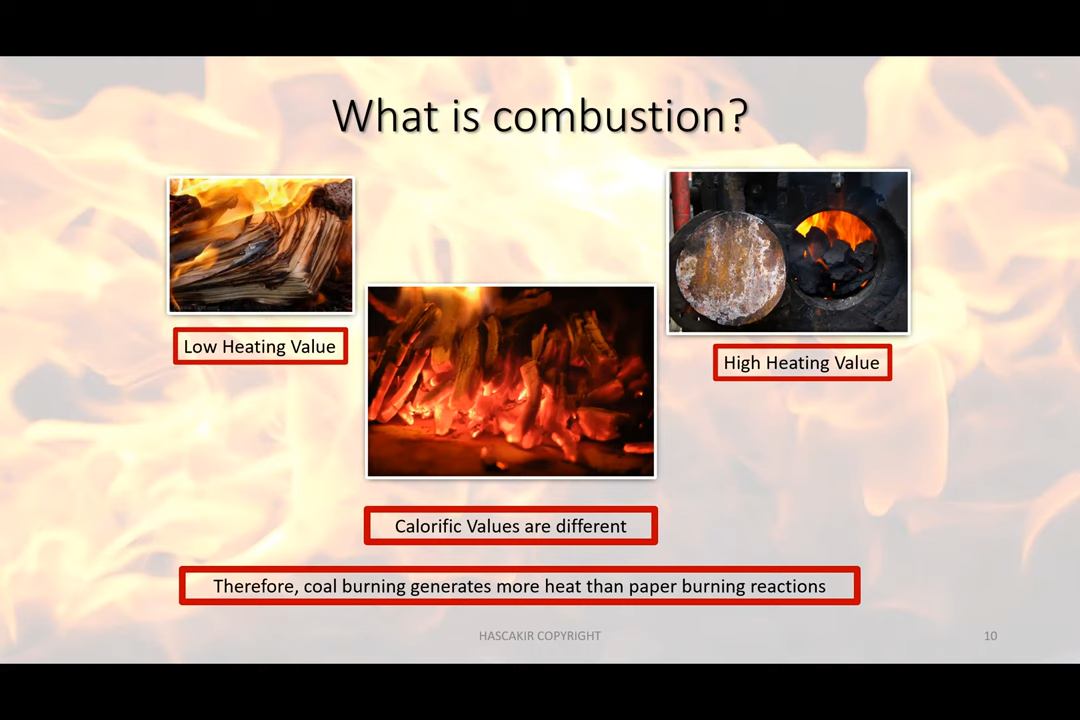 What is combustion?
Low Heating Value
High Heating Value
Calorific Values are different
Therefore, coal burning generates more heat than paper burning reactions
HASCAKIR COPYRIGHT
10